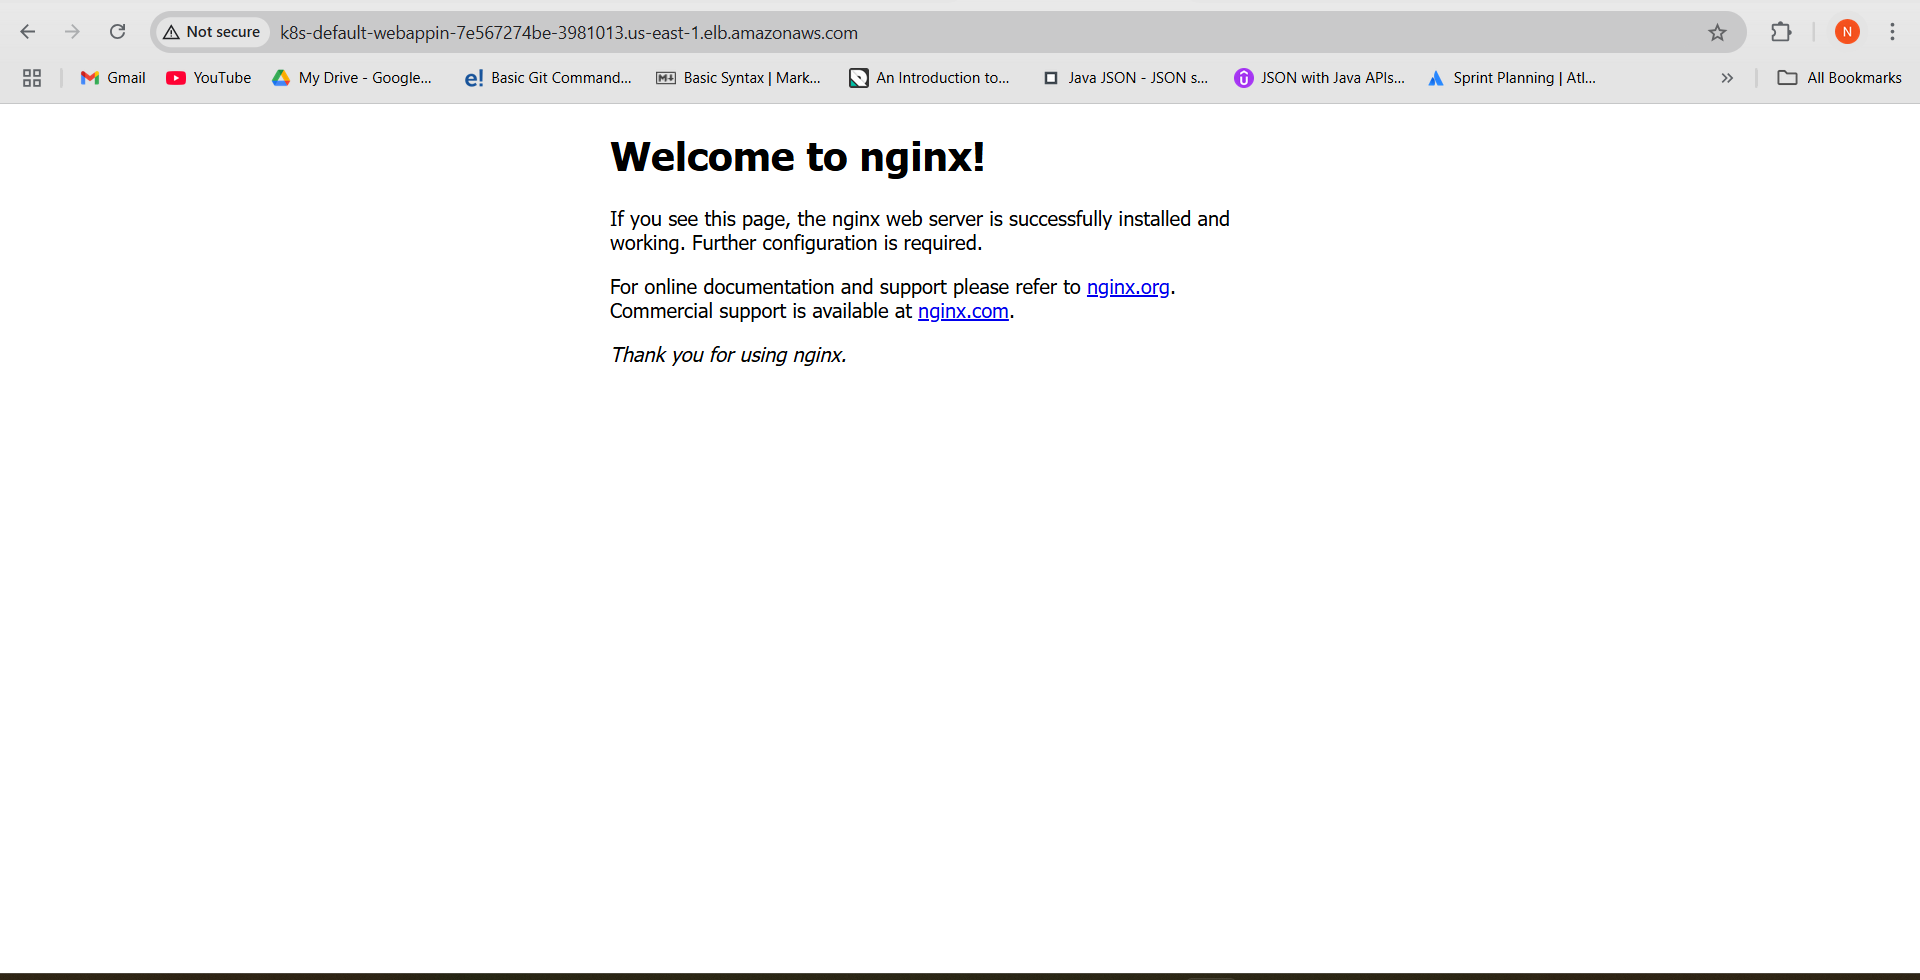 Not secure
k8s-default-webappin-7e567274be-3981013.us-east-1.elb.amazonaws.com
N
Gmail
YouTube
My Drive - Google...
e! Basic Git Command...
M Basic Syntax | Mark...
An Introduction to...
Java JSON - JSON s...
JSON with Java APIs...
Sprint Planning | Atl...
All Bookmarks
Welcome to nginx!
If you see this page, the nginx web server is successfully installed and
working. Further configuration is required.
For online documentation and support please refer to nginx.org.
Commercial support is available at nginx.com.
Thank you for using nginx.